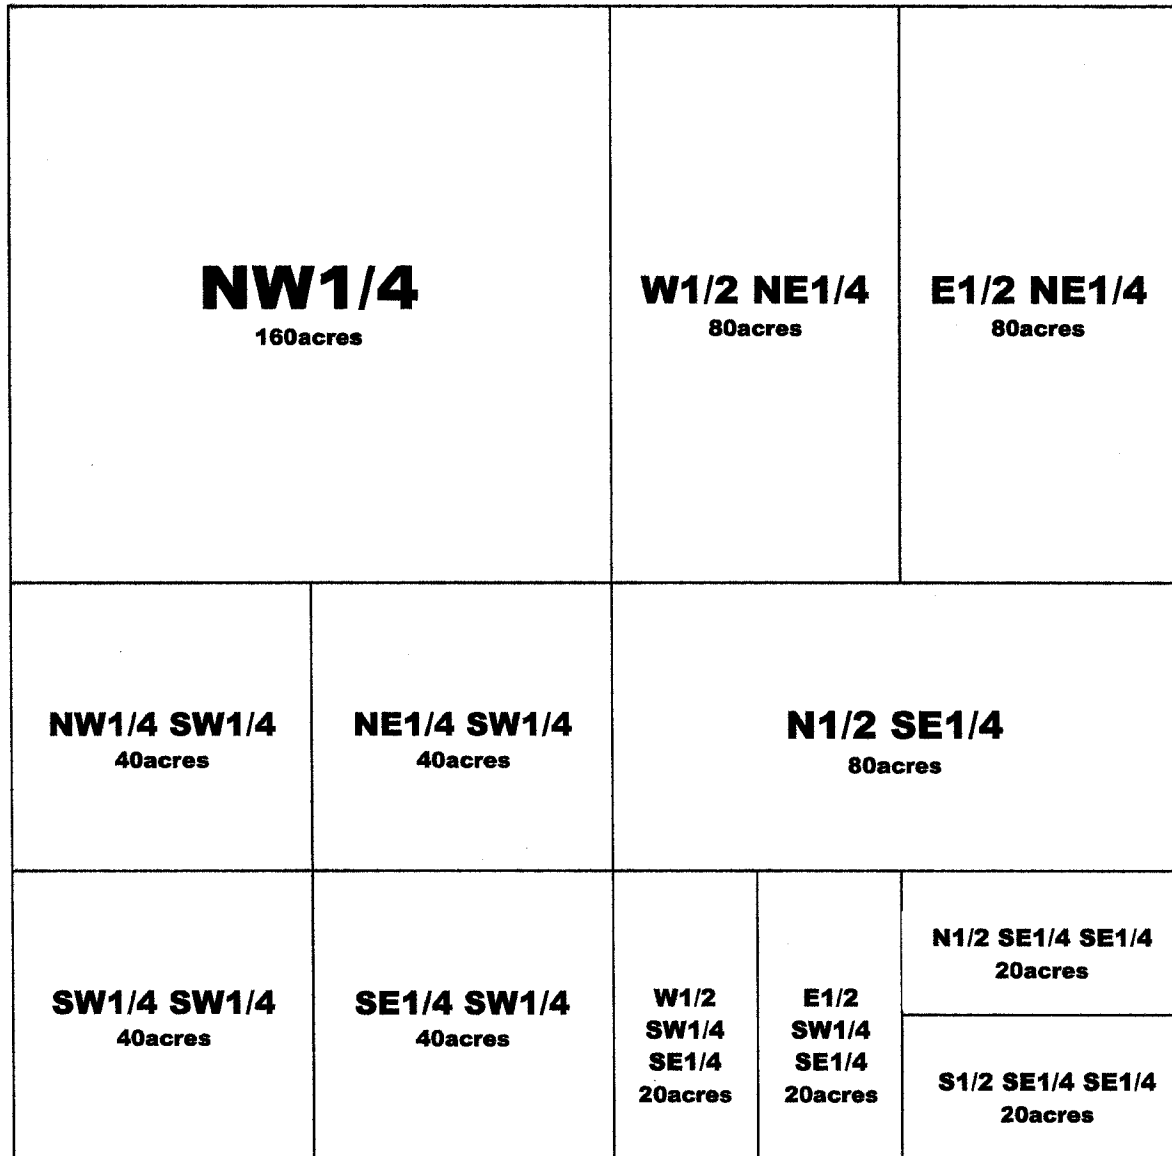 NW1/4
160acres
W1/2 NE1/4
80acres
E1/2 NE1/4
80acres
NW1/4 SW1/4
40acres
NE1/4 SW1/4
40acres
N1/2 SE1/4
80acres
SW1/4 SW1/4
40acres
SE1/4 SW1/4
40acres
W1/2
SW1/4
SE1/4
20acres
E1/2
SW1/4
SE1/4
20acres
N1/2 SE1/4 SE1/4
20acres
S1/2 SE1/4 SE1/4
20acres